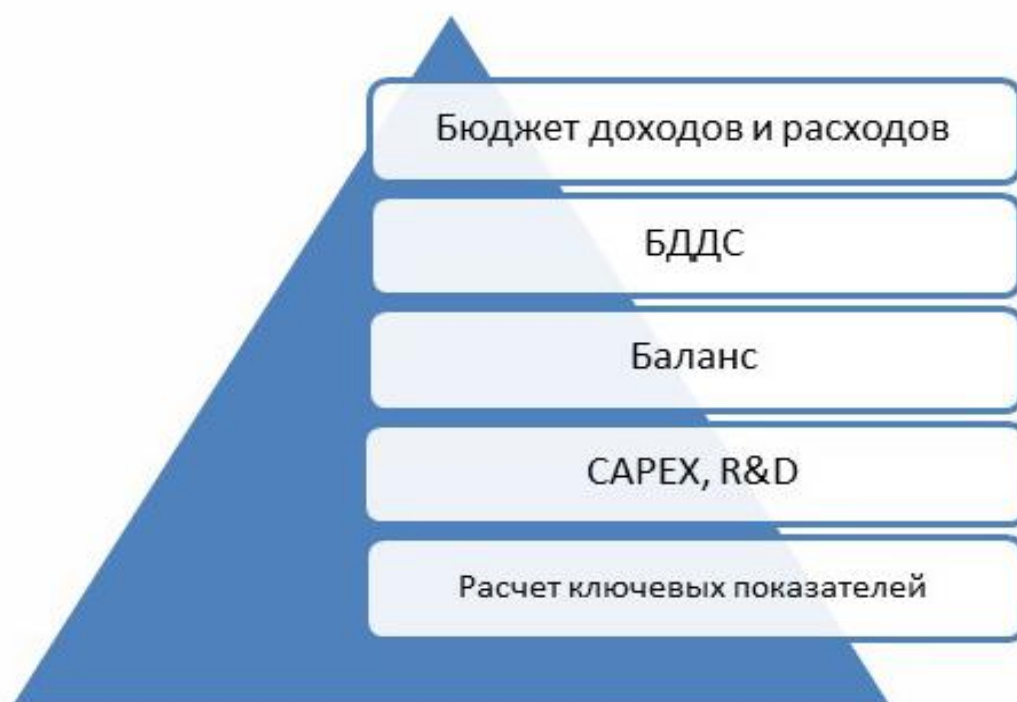 Бюджет доходов и расходов
БДДС
Баланс
CAPEX, R&D
Расчет ключевых показателей